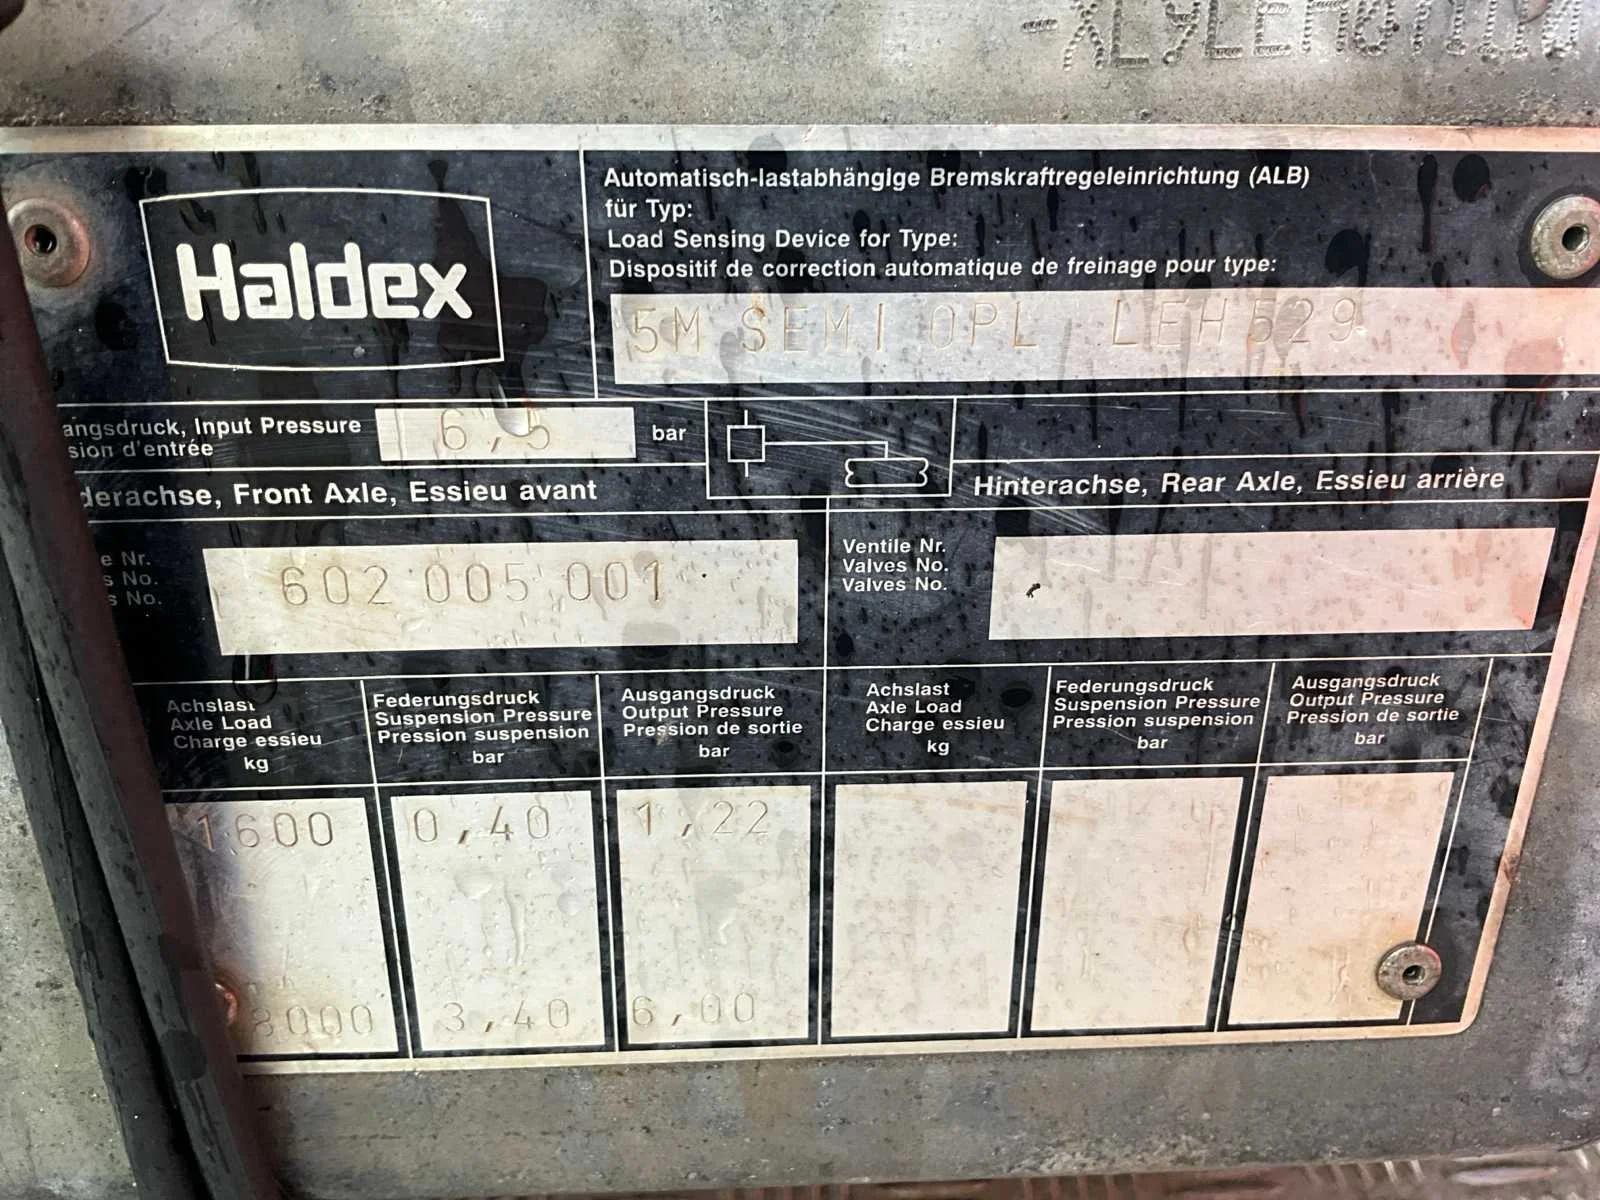 Haldex
Automatisch-lastabhängige Bremskraftregeleinrichtung (ALB)
für Typ:
Load Sensing Device for Type:
Dispositif de correction automatique de freinage pour type:
5M SEMI OPL LEH529
angsdruck, Input Pressure
sion d'entrée
6,5
bar
derachse, Front Axle, Essieu avant
Hinterachse, Rear Axle, Essieu arrière
e Nr.
s No.
s No.
602 005 001
Ventile Nr.
Valves No.
Valves No.
Achslast
Axle Load
Charge essieu
kg
Federungsdruck
Suspension Pressure
Pression suspension
bar
Ausgangsdruck
Output Pressure
Pression de sortie
bar
Achslast
Axle Load
Charge essieu
kg
Federungsdruck
Suspension Pressure
Pression suspension
bar
Ausgangsdruck
Output Pressure
Pression de sortie
bar
1600 0,40 1,22
8000 3,40 6,00